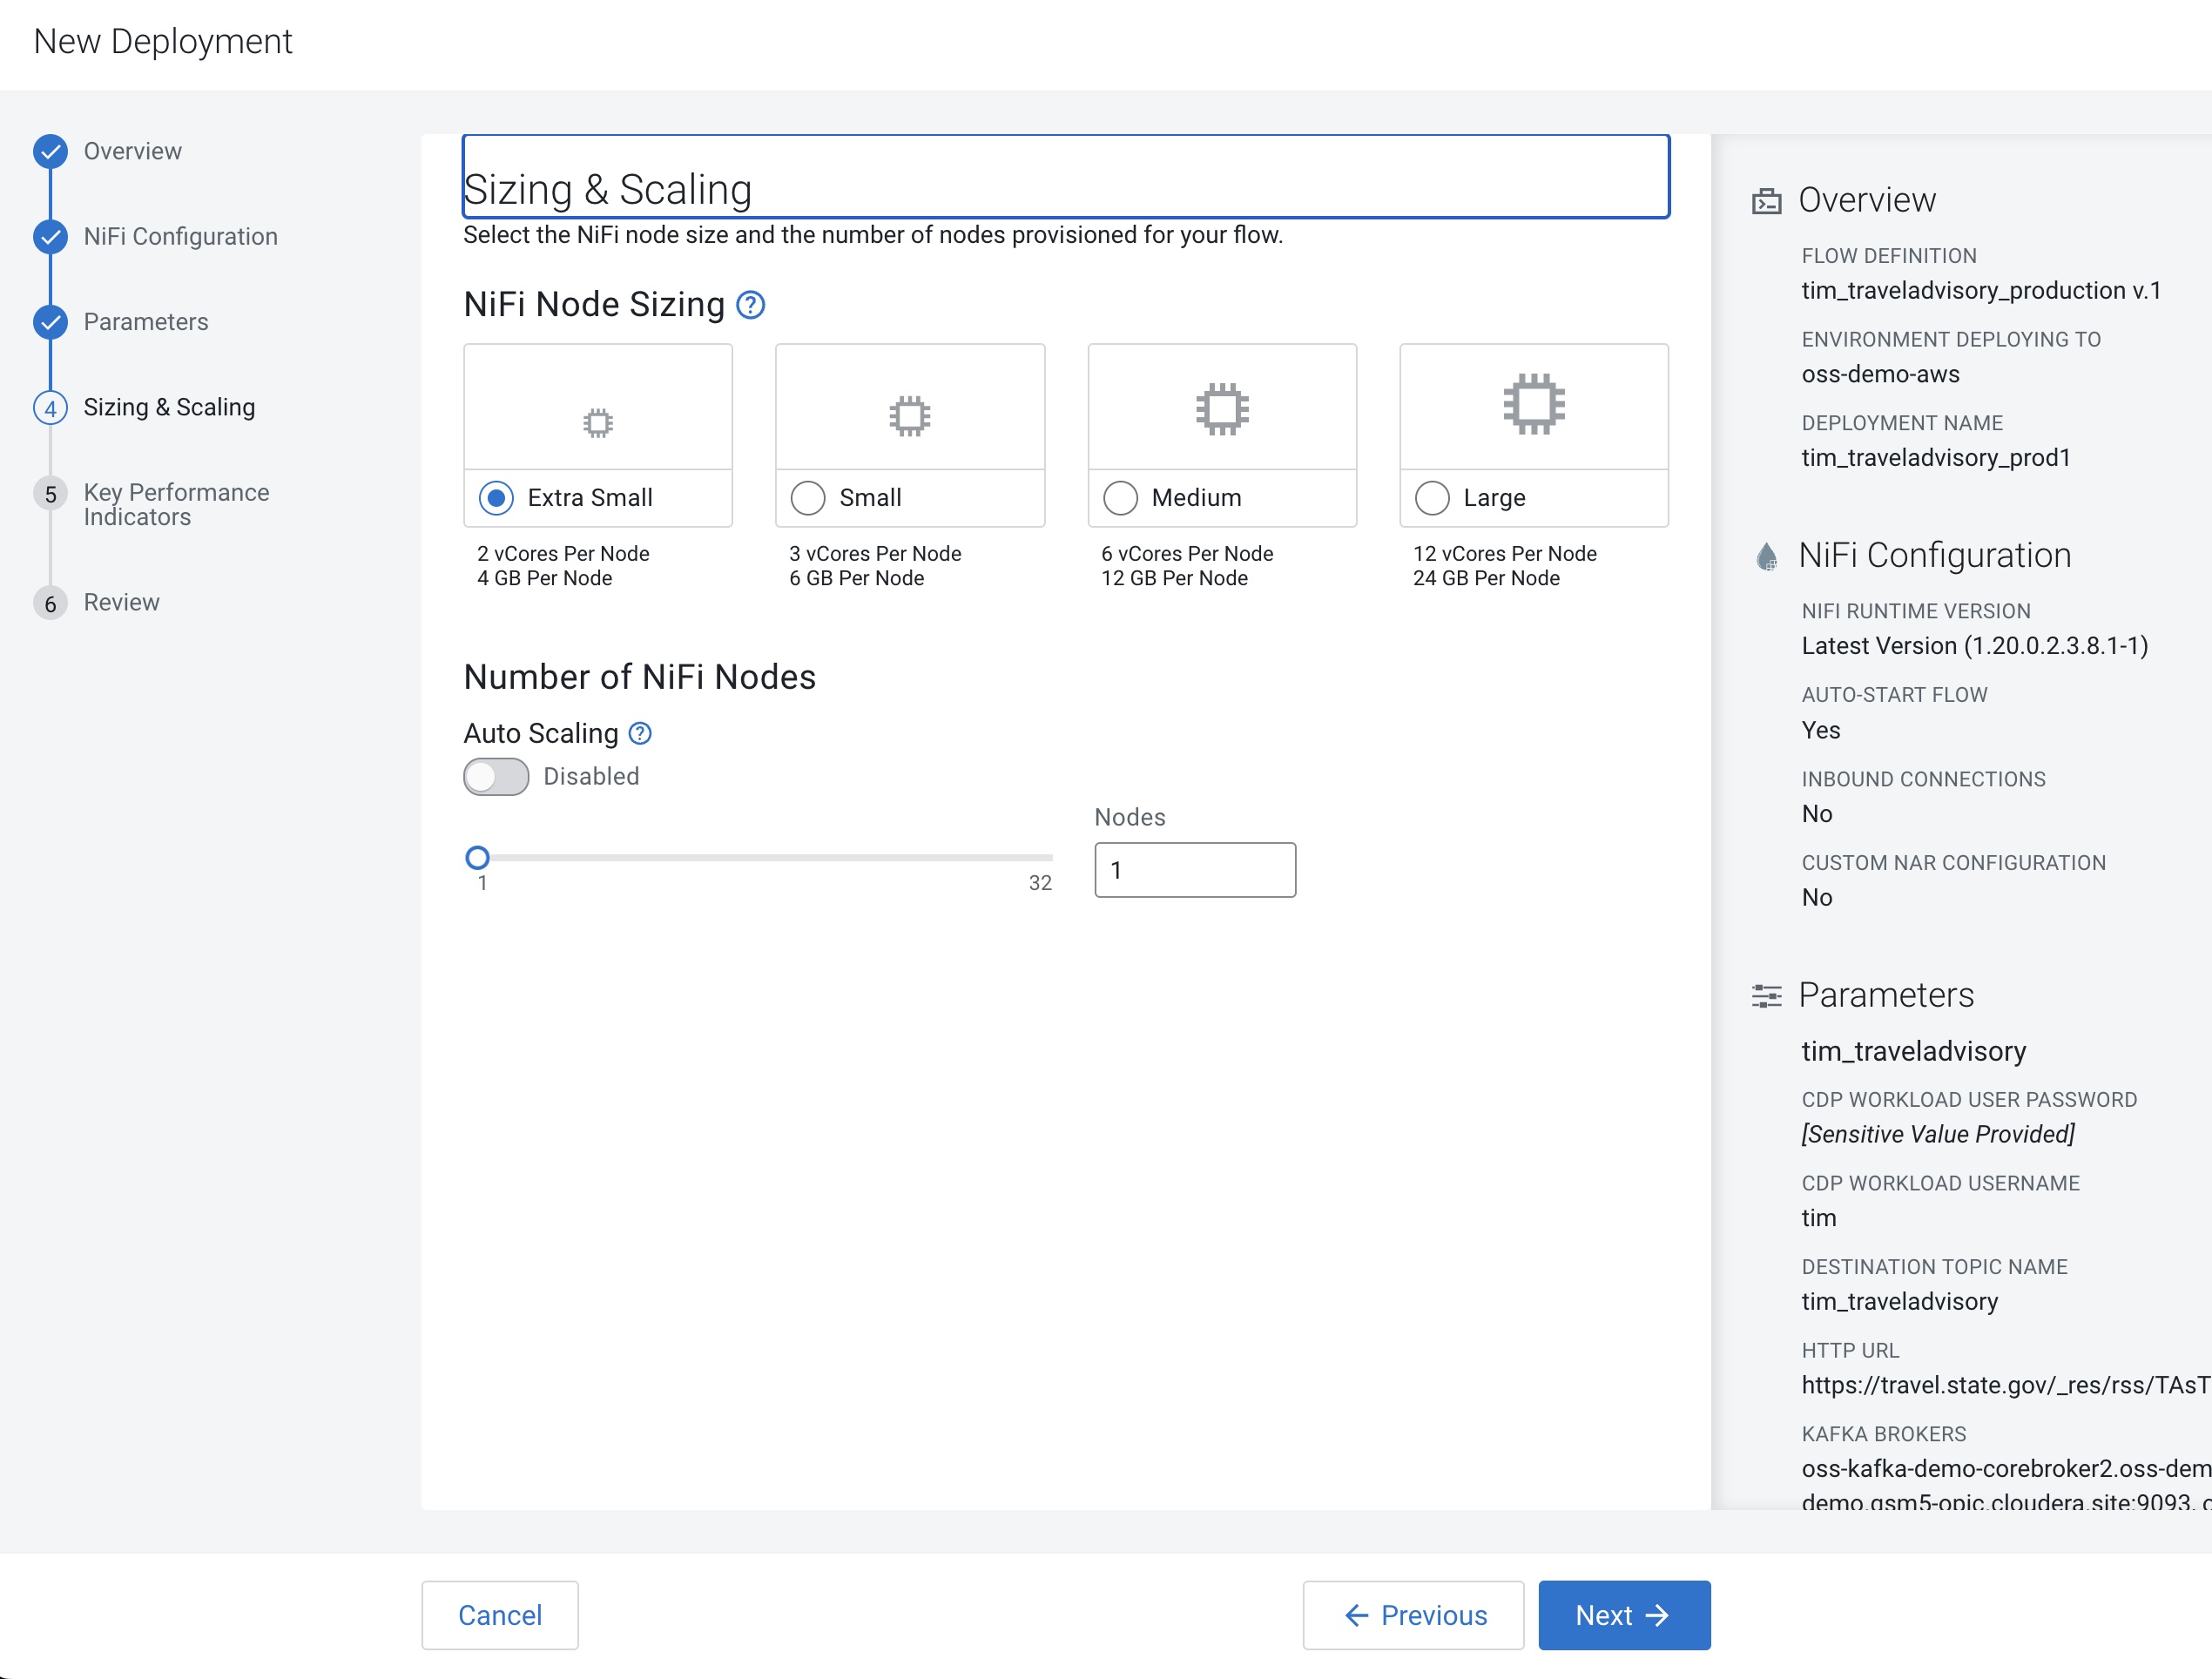 New Deployment
Overview
NiFi Configuration
Parameters
4 Sizing & Scaling
5 Key Performance
Indicators
6 Review
Sizing & Scaling
Select the NiFi node size and the number of nodes provisioned for your flow.
NiFi Node Sizing ?
Extra Small
2 vCores Per Node
4 GB Per Node
Small
3 vCores Per Node
6 GB Per Node
Medium
6 vCores Per Node
12 GB Per Node
Large
12 vCores Per Node
24 GB Per Node
Number of NiFi Nodes
Auto Scaling ?
Disabled
1 32
Nodes
1
Overview
FLOW DEFINITION
tim_traveladvisory_production v.1
ENVIRONMENT DEPLOYING TO
oss-demo-aws
DEPLOYMENT NAME
tim_traveladvisory_prod1
NiFi Configuration
NIFI RUNTIME VERSION
Latest Version (1.20.0.2.3.8.1-1)
AUTO-START FLOW
Yes
INBOUND CONNECTIONS
No
CUSTOM NAR CONFIGURATION
No
Parameters
tim_traveladvisory
CDP WORKLOAD USER PASSWORD
[Sensitive Value Provided]
CDP WORKLOAD USERNAME
tim
DESTINATION TOPIC NAME
tim_traveladvisory
HTTP URL
https://travel.state.gov/_res/rss/TAsT
KAFKA BROKERS
oss-kafka-demo-corebroker2.oss-dem
demo.qsm5-opic.cloudera.site:9093,
Cancel
Previous
Next